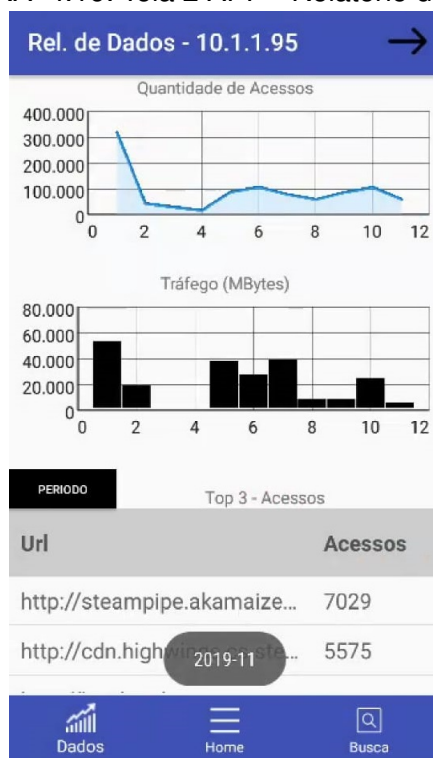 Rel. de Dados - 10.1.1.95
Quantidade de Acessos
400.000
300.000
200.000
100.000
0
0 2 4 6 8 10 12
Tráfego (MBytes)
80.000
60.000
40.000
20.000
0
0 2 4 6 8 10 12
PERIODO
Top 3 - Acessos
Url Acessos
http://steampipe.akamaize... 7029
http://cdn.highwinds... 5575
2019-11
Dados Home Busca